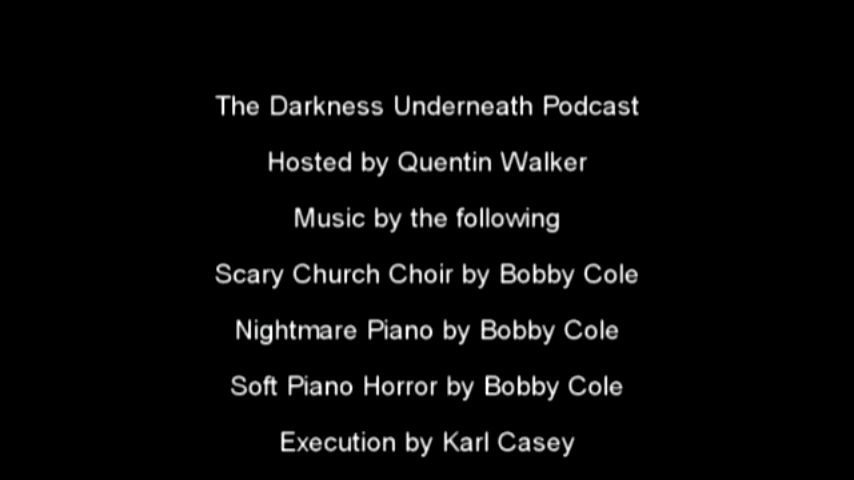 The Darkness Underneath Podcast
Hosted by Quentin Walker
Music by the following
Scary Church Choir by Bobby Cole
Nightmare Piano by Bobby Cole
Soft Piano Horror by Bobby Cole
Execution by Karl Casey